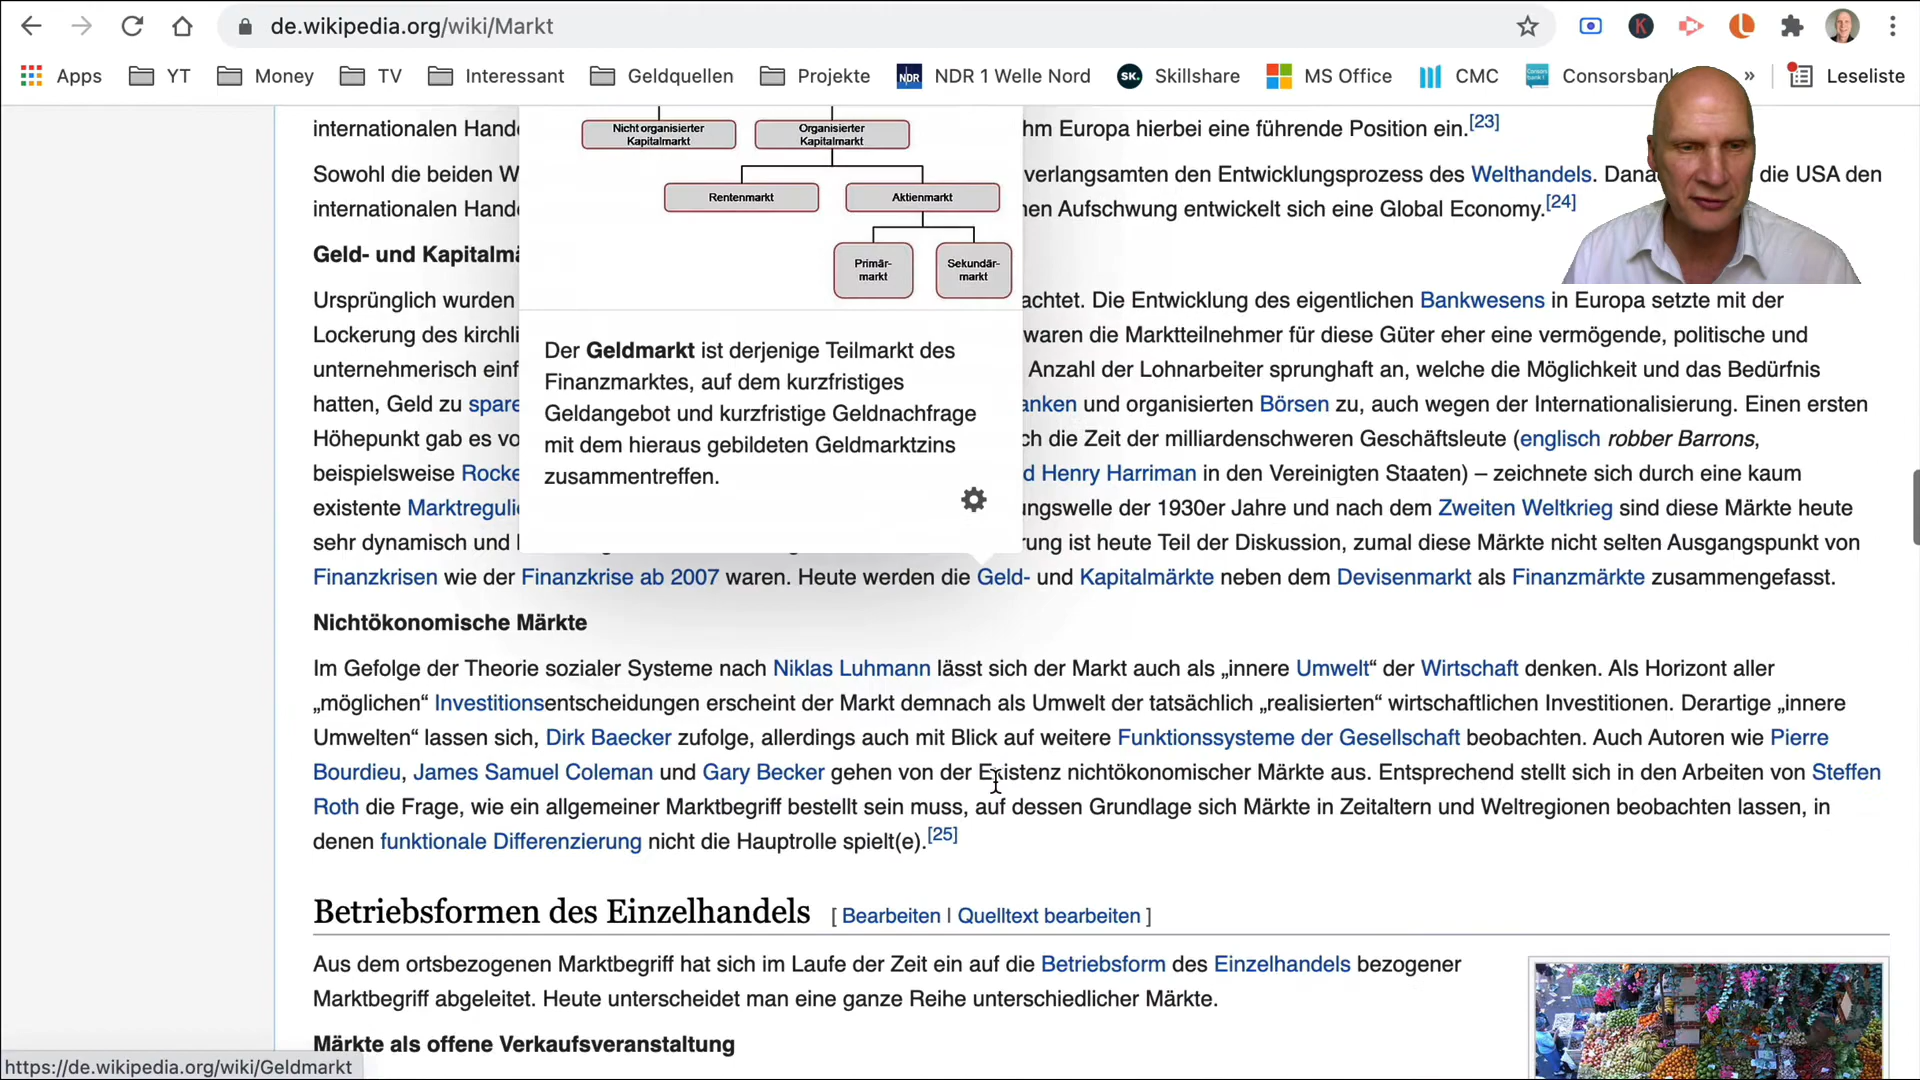 de.wikipedia.org/wiki/Markt
Apps YT Money TV Interessant Geldquellen Projekte NDR NDR 1 Welle Nord SK. Skillshare MS Office CMC Consorsbank » Leseliste
internationalen Hande
hm Europa hierbei eine führende Position ein.[23]
Sowohl die beiden W
verlangsamten den Entwicklungsprozess des Welthandels. Dana die USA den
internationalen Hande
hen Aufschwung entwickelt sich eine Global Economy.[24]
Nicht organisierter
Kapitalmarkt
Organisierter
Kapitalmarkt
Rentenmarkt
Aktienmarkt
Primär-
markt
Sekundär-
markt
Der Geldmarkt ist derjenige Teilmarkt des
Finanzmarktes, auf dem kurzfristiges
Geldangebot und kurzfristige Geldnachfrage
mit dem hieraus gebildeten Geldmarktzins
zusammentreffen.
Geld- und Kapitalmä
Ursprünglich wurden
achtet. Die Entwicklung des eigentlichen Bankwesens in Europa setzte mit der
Lockerung des kirchli
waren die Marktteilnehmer für diese Güter eher eine vermögende, politische und
unternehmerisch einf
Anzahl der Lohnarbeiter sprunghaft an, welche die Möglichkeit und das Bedürfnis
hatten, Geld zu spare
anken und organisierten Börsen zu, auch wegen der Internationalisierung. Einen ersten
Höhepunkt gab es vo
ch die Zeit der milliardenschweren Geschäftsleute (englisch robber Barrons,
beispielsweise Rocke
d Henry Harriman in den Vereinigten Staaten) – zeichnete sich durch eine kaum
existente Marktregulie
ungswelle der 1930er Jahre und nach dem Zweiten Weltkrieg sind diese Märkte heute
sehr dynamisch und
rung ist heute Teil der Diskussion, zumal diese Märkte nicht selten Ausgangspunkt von
Finanzkrisen wie der Finanzkrise ab 2007 waren. Heute werden die Geld- und Kapitalmärkte neben dem Devisenmarkt als Finanzmärkte zusammengefasst.
Nichtökonomische Märkte
Im Gefolge der Theorie sozialer Systeme nach Niklas Luhmann lässt sich der Markt auch als „innere Umwelt“ der Wirtschaft denken. Als Horizont aller
„möglichen“ Investitionsentscheidungen erscheint der Markt demnach als Umwelt der tatsächlich „realisierten“ wirtschaftlichen Investitionen. Derartige „innere
Umwelten“ lassen sich, Dirk Baecker zufolge, allerdings auch mit Blick auf weitere Funktionssysteme der Gesellschaft beobachten. Auch Autoren wie Pierre
Bourdieu, James Samuel Coleman und Gary Becker gehen von der Existenz nichtökonomischer Märkte aus. Entsprechend stellt sich in den Arbeiten von Steffen
Roth die Frage, wie ein allgemeiner Marktbegriff bestellt sein muss, auf dessen Grundlage sich Märkte in Zeitaltern und Weltregionen beobachten lassen, in
denen funktionale Differenzierung nicht die Hauptrolle spielt(e).[25]
Betriebsformen des Einzelhandels [ Bearbeiten | Quelltext bearbeiten ]
Aus dem ortsbezogenen Marktbegriff hat sich im Laufe der Zeit ein auf die Betriebsform des Einzelhandels bezogener
Marktbegriff abgeleitet. Heute unterscheidet man eine ganze Reihe unterschiedlicher Märkte.
Märkte als offene Verkaufsveranstaltung
https://de.wikipedia.org/wiki/Geldmarkt